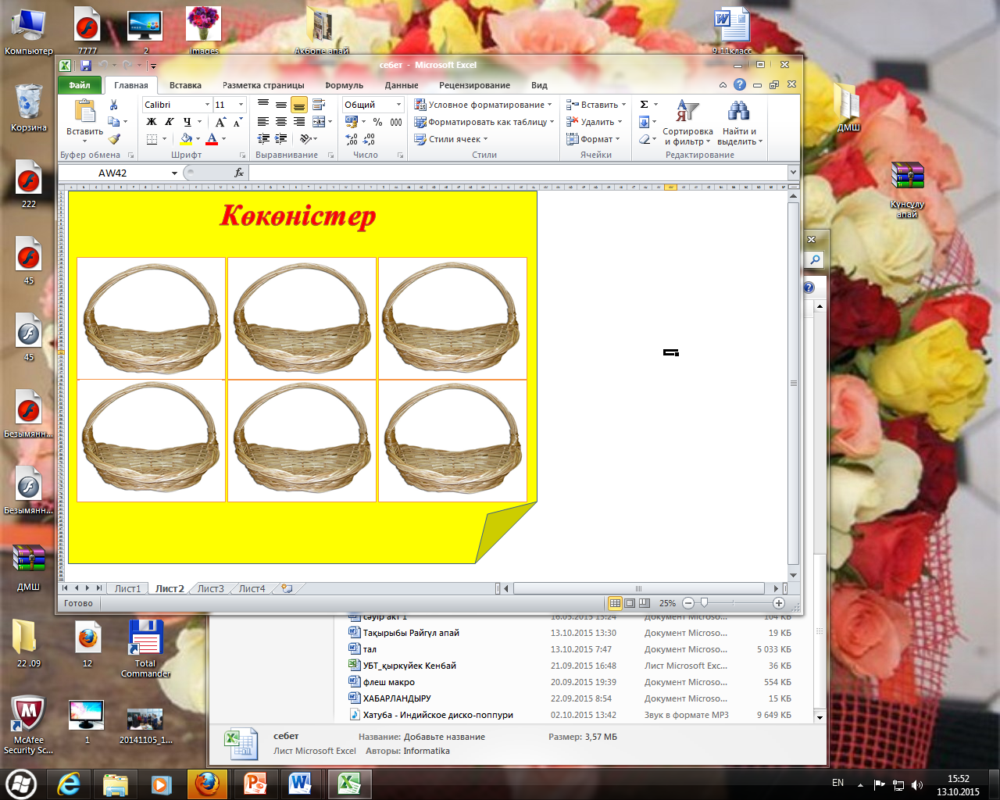 Компьютер
7777
2
images
Акбопе апай
9-11класс
себет - Microsoft Excel
Файл
Главная
Вставка
Разметка страницы
Формулы
Данные
Рецензирование
Вид
Calibri
11
Общий
Условное форматирование
Вставить
Σ
Вставить
Ж К Ч
А А
% 000
Форматировать как таблицу
Удалить
Сортировка и фильтр
Найти и выделить
Стили ячеек
Формат
Буфер обмена
Шрифт
Выравнивание
Число
Стили
Ячейки
Редактирование
AW42
fx
Көкөністер
Лист1
Лист2
Лист3
Лист4
Готово
25%
Корзина
222
45
45
Безымянн...
Безымянн...
ДМШ
22 .09
12
Total Commander
McAfee Security Sc...
1
20141105_1...
ДМШ
Күнсұлу апай
сәуір акт 1
16.05.2015 13:24
Документ Microso...
104 КБ
Тақырыбы Райгүл апай
13.10.2015 13:30
Документ Microso...
19 КБ
тал
13.10.2015 7:47
Документ Microso...
5 033 КБ
УБТ_қыркүйек Кенбай
21.09.2015 16:48
Лист Microsoft Exc...
36 КБ
флеш макро
20.09.2015 19:39
Документ Microso...
554 КБ
ХАБАРЛАНДЫРУ
22.09.2015 8:54
Документ Microso...
15 КБ
Хатуба - Индийское диско-поппури
02.10.2015 13:42
Звук в формате MP3
9 649 КБ
себет
Название: Добавьте название
Размер: 3,57 МБ
Лист Microsoft Excel
Авторы: Informatika
EN
15:52
13.10.2015